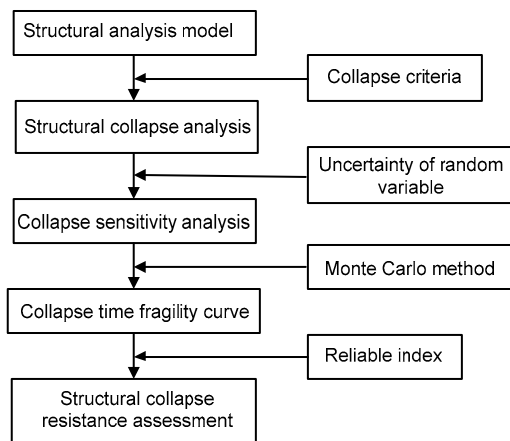 Structural analysis model
Collapse criteria
Structural collapse analysis
Uncertainty of random
variable
Collapse sensitivity analysis
Monte Carlo method
Collapse time fragility curve
Reliable index
Structural collapse
resistance assessment